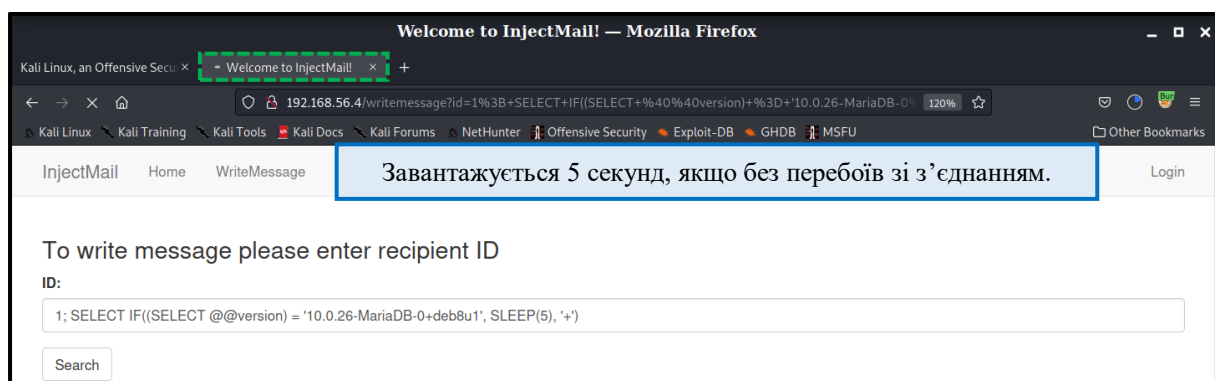 Welcome to InjectMail! — Mozilla Firefox
Kali Linux, an Offensive Secur
Welcome to InjectMail!
192.168.56.4/writemessage?id=1%3B+SELECT+IF((SELECT+%40%40version)+%3D+'10.0.26-MariaDB-0% 120%
Kali Linux Kali Training Kali Tools Kali Docs Kali Forums NetHunter Offensive Security Exploit-DB GHDB MSFU Other Bookmarks
InjectMail Home WriteMessage Login
Завантажується 5 секунд, якщо без перебоїв зі з’єднанням.
To write message please enter recipient ID
ID:
1; SELECT IF((SELECT @@version) = '10.0.26-MariaDB-0+deb8u1', SLEEP(5), '+')
Search